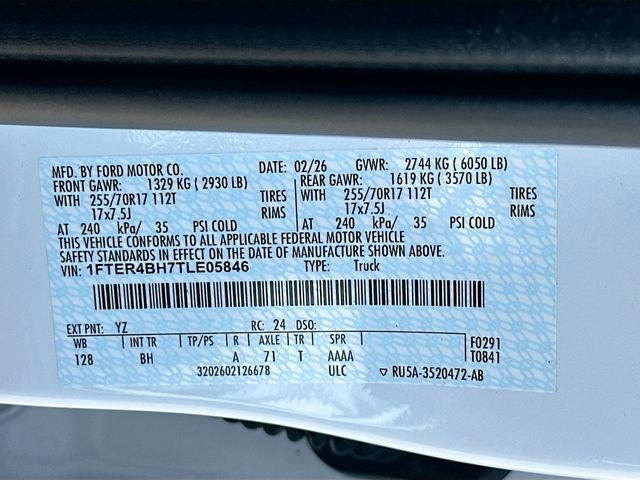 MFD. BY FORD MOTOR CO. DATE: 02/26 GVWR: 2744 KG ( 6050 LB)
FRONT GAWR: 1329 KG ( 2930 LB) REAR GAWR: 1619 KG ( 3570 LB)
WITH 255/70R17 112T TIRES WITH 255/70R17 112T TIRES
17x7.5J RIMS 17x7.5J RIMS
AT 240 kPa/ 35 PSI COLD AT 240 kPa/ 35 PSI COLD
THIS VEHICLE CONFORMS TO ALL APPLICABLE FEDERAL MOTOR VEHICLE
SAFETY STANDARDS IN EFFECT ON THE DATE OF MANUFACTURE SHOWN ABOVE.
VIN: 1FTER4BH7TLE05846 TYPE: Truck
EXT PNT: YZ RC: 24 DSO:
WB INT TR TP/PS R AXLE TR SPR F0291
128 BH A 71 T AAAA T0841
3202602126678 ULC ▽ RU5A-3520472-AB